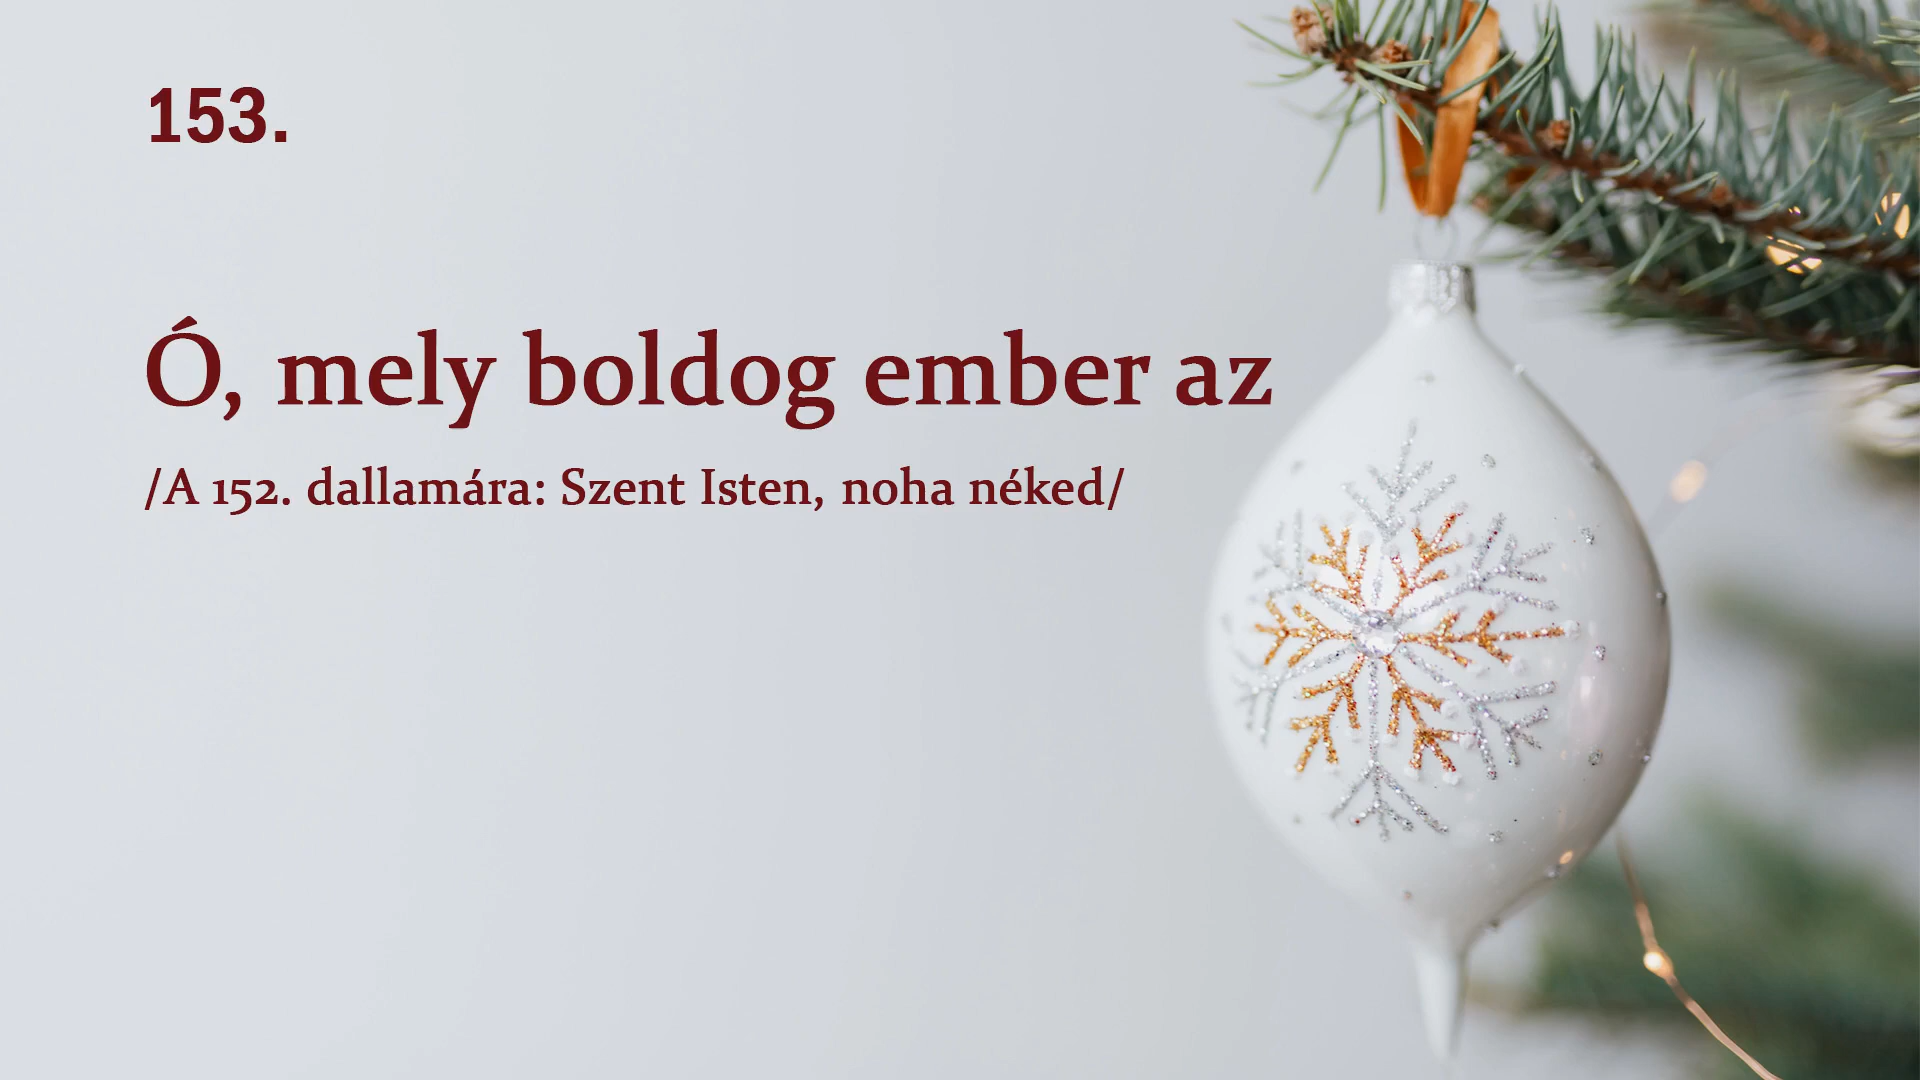 153.
Ó, mely boldog ember az
/A 152. dallamára: Szent Isten, noha néked/